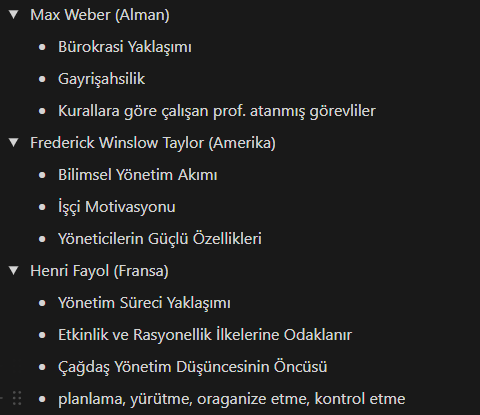 Max Weber (Alman)
Bürokrasi Yaklaşımı
Gayrişahsilik
Kurallara göre çalışan prof. atanmış görevliler
Frederick Winslow Taylor (Amerika)
Bilimsel Yönetim Akımı
İşçi Motivasyonu
Yöneticilerin Güçlü Özellikleri
Henri Fayol (Fransa)
Yönetim Süreci Yaklaşımı
Etkinlik ve Rasyonellik İlkelerine Odaklanır
Çağdaş Yönetim Düşüncesinin Öncüsü
planlama, yürütme, oraganize etme, kontrol etme